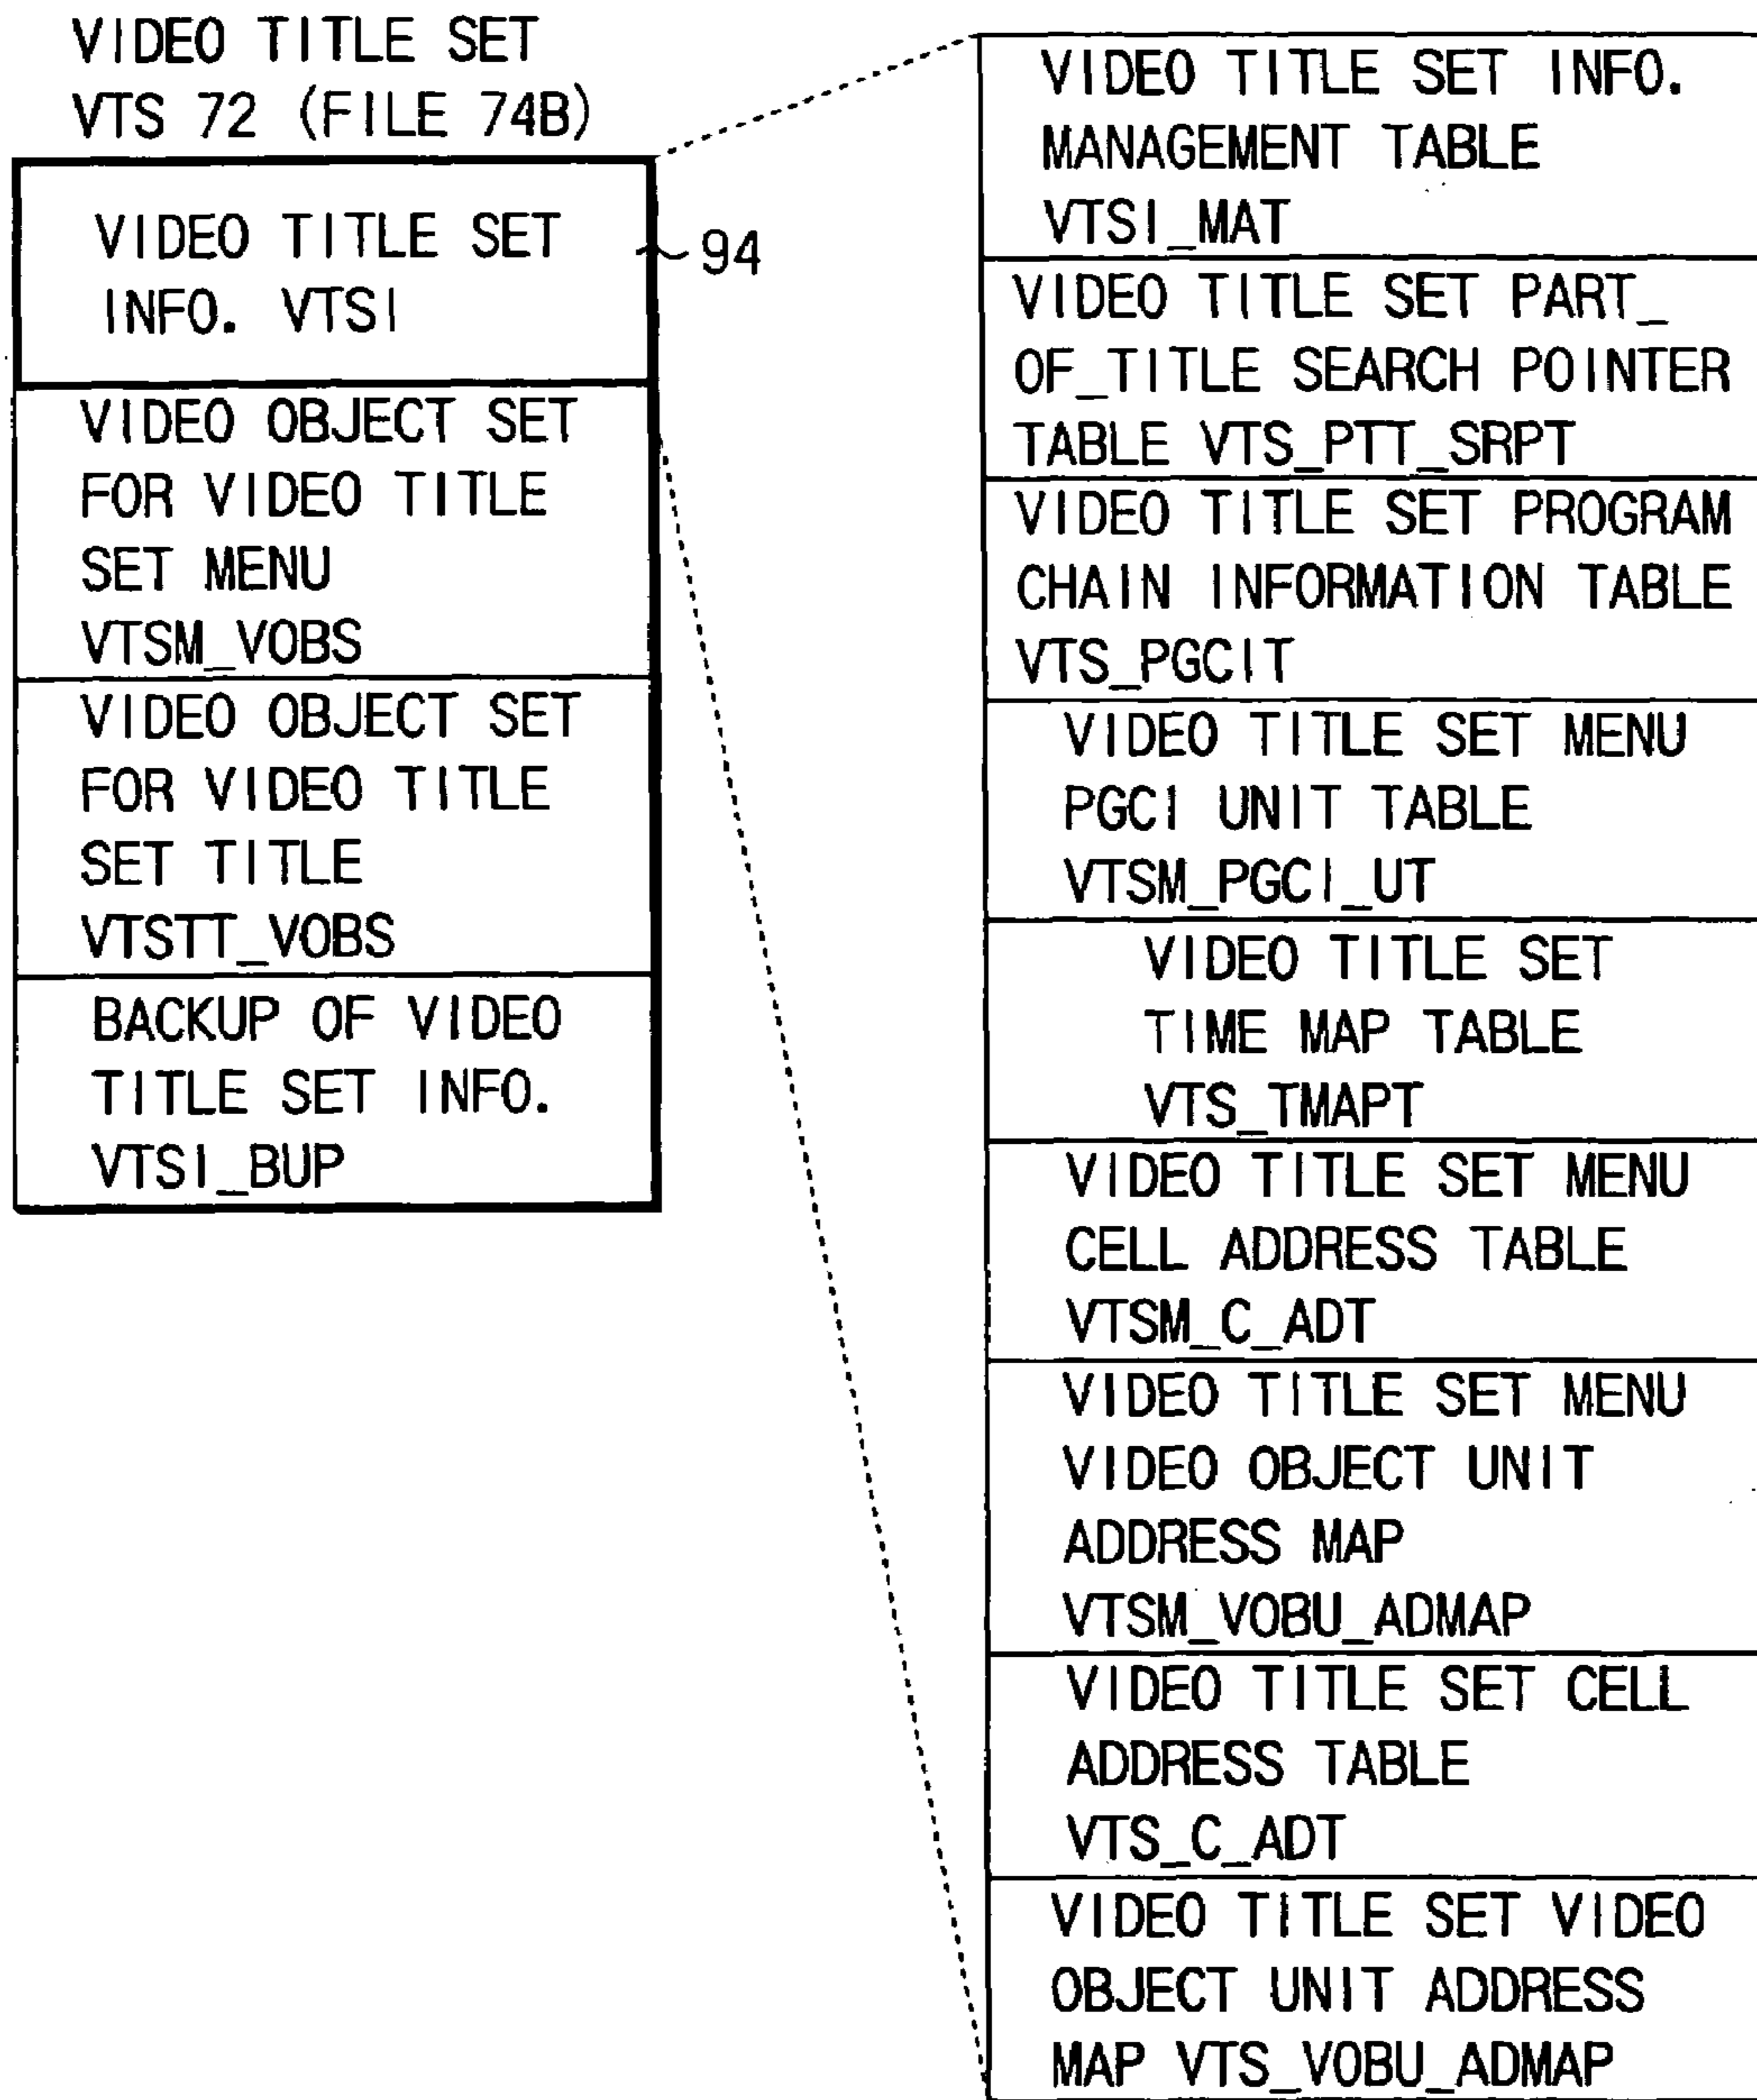 VIDEO TITLE SET
VTS 72 (FILE 74B)
VIDEO TITLE SET
INFO. VTSI
94
VIDEO OBJECT SET
FOR VIDEO TITLE
SET MENU
VTSM_VOBS
VIDEO OBJECT SET
FOR VIDEO TITLE
SET TITLE
VTSTT_VOBS
BACKUP OF VIDEO
TITLE SET INFO.
VTSI_BUP
VIDEO TITLE SET INFO.
MANAGEMENT TABLE
VTSI_MAT
VIDEO TITLE SET PART_
OF_TITLE SEARCH POINTER
TABLE VTS_PTT_SRPT
VIDEO TITLE SET PROGRAM
CHAIN INFORMATION TABLE
VTS_PGCIT
VIDEO TITLE SET MENU
PGCI UNIT TABLE
VTSM_PGCI_UT
VIDEO TITLE SET
TIME MAP TABLE
VTS_TMAPT
VIDEO TITLE SET MENU
CELL ADDRESS TABLE
VTSM_C_ADT
VIDEO TITLE SET MENU
VIDEO OBJECT UNIT
ADDRESS MAP
VTSM_VOBU_ADMAP
VIDEO TITLE SET CELL
ADDRESS TABLE
VTS_C_ADT
VIDEO TITLE SET VIDEO
OBJECT UNIT ADDRESS
MAP VTS_VOBU_ADMAP